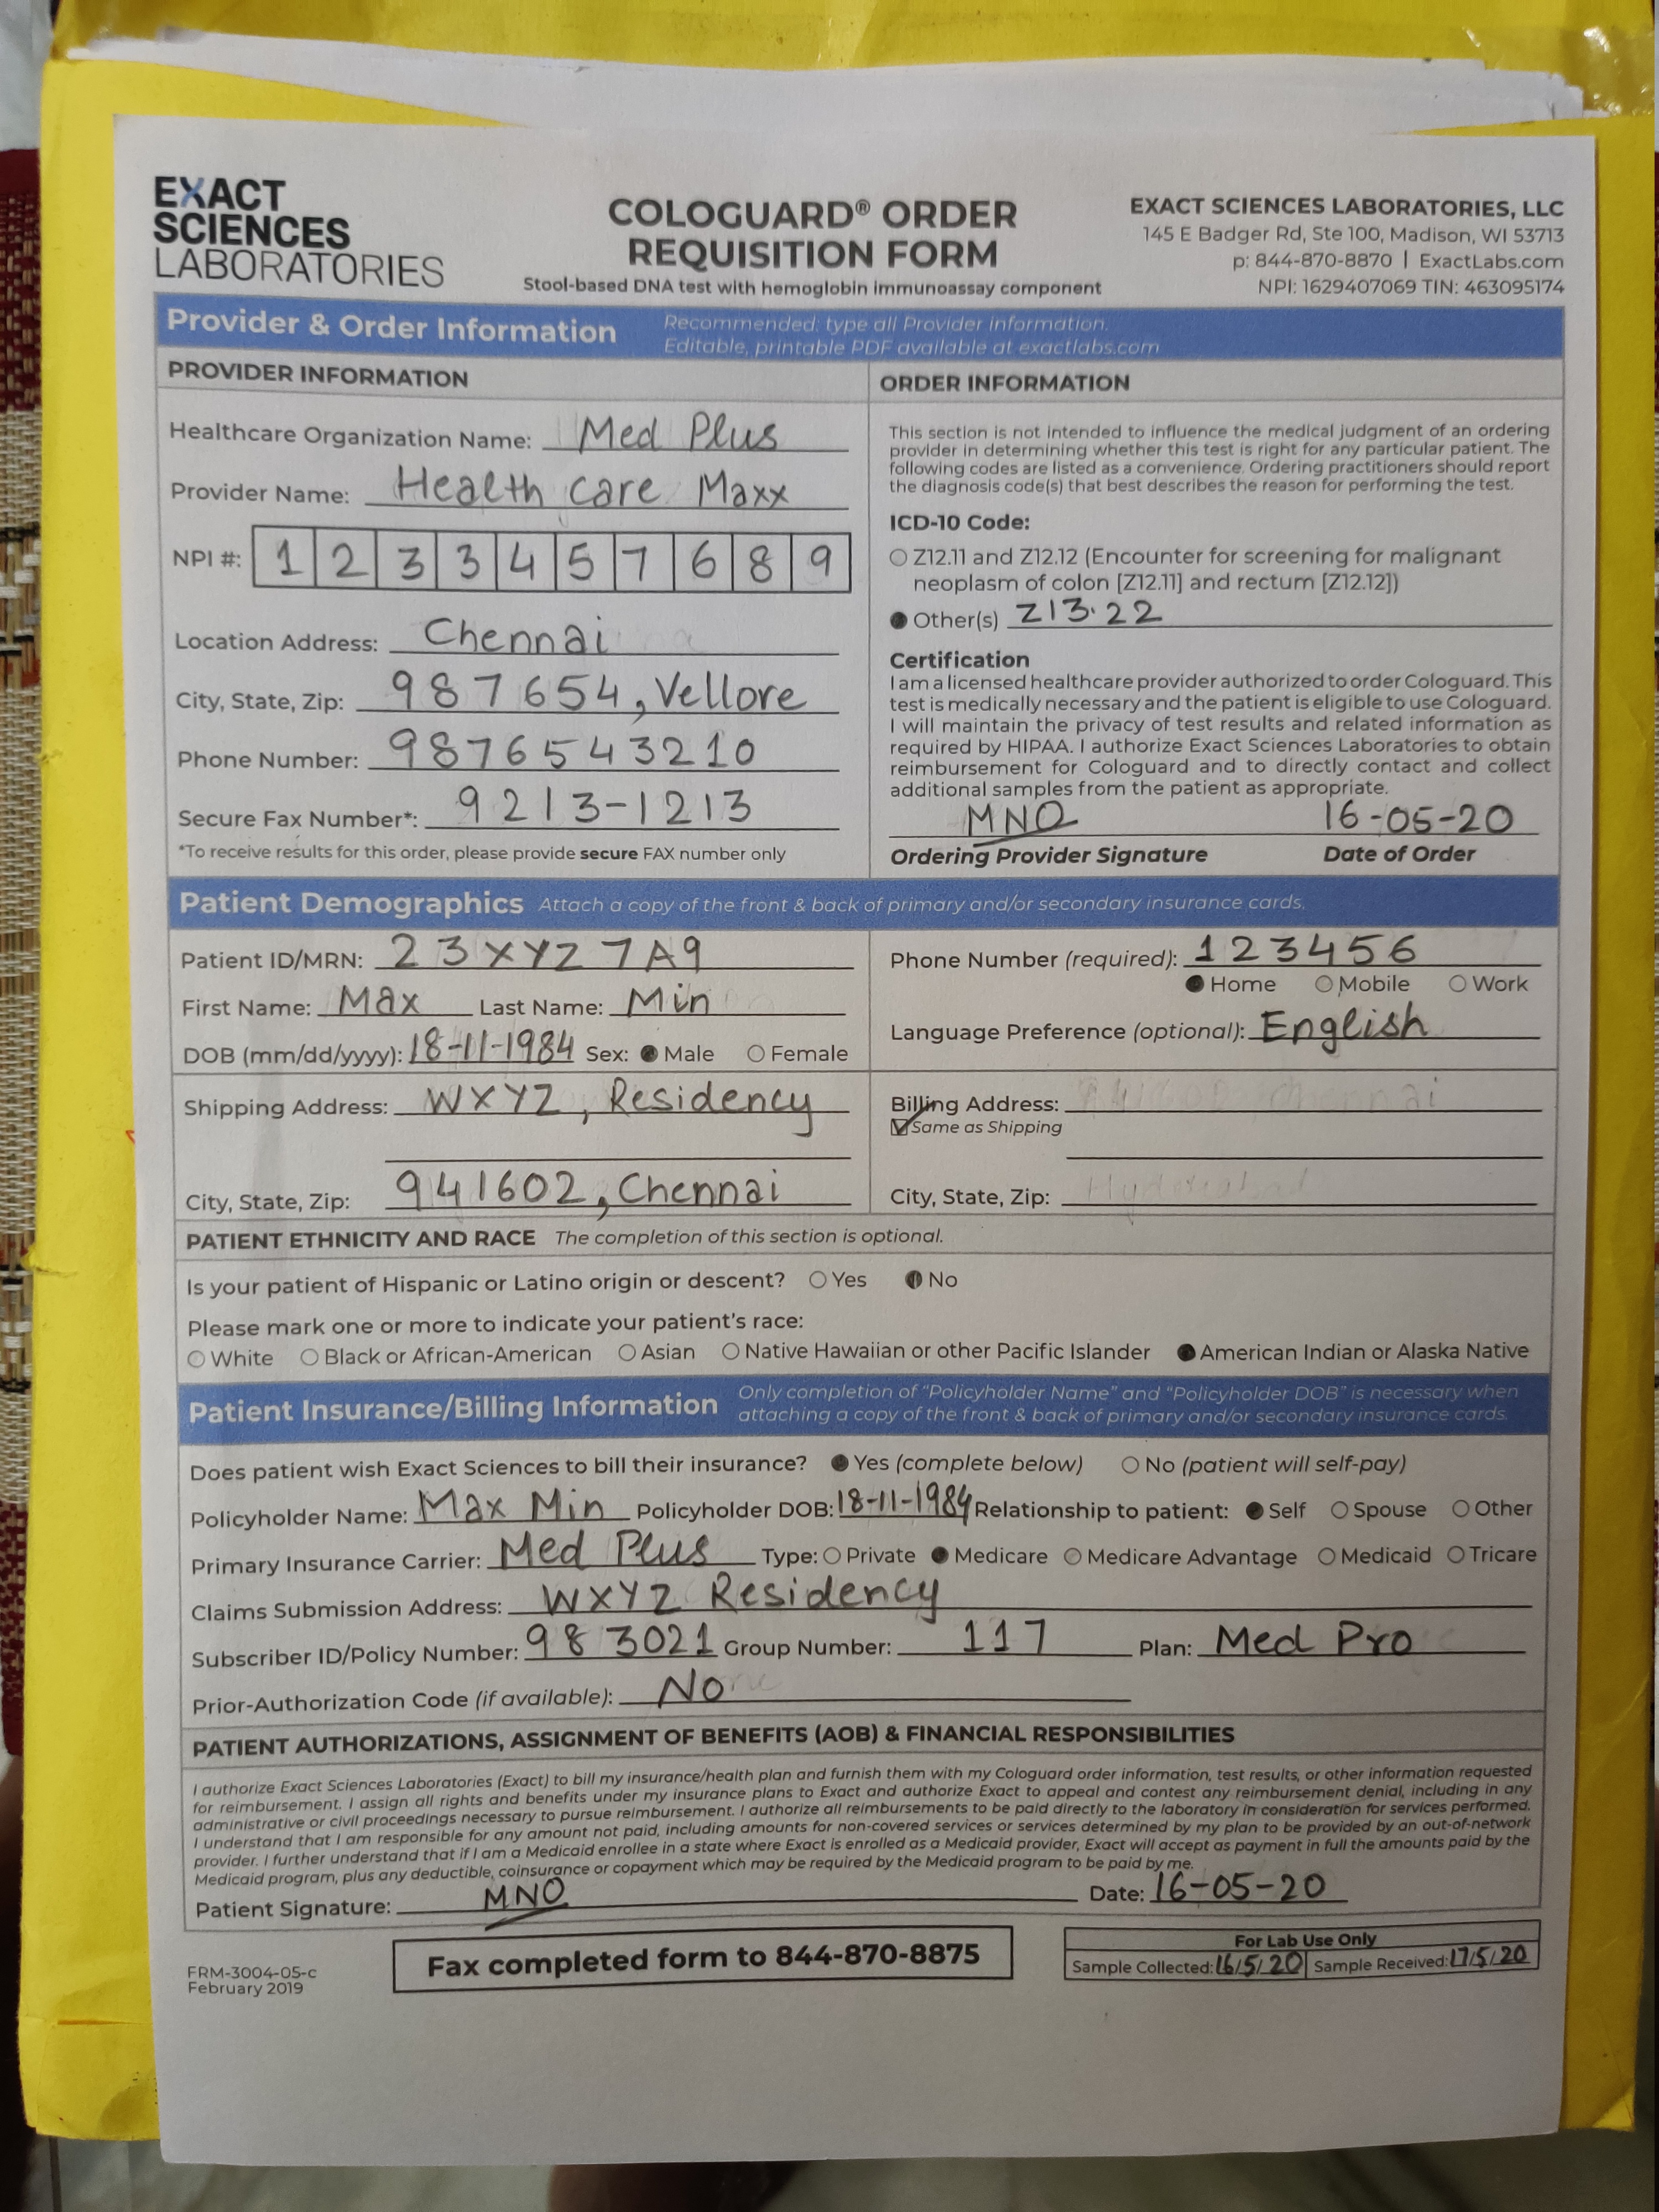 EXACT
SCIENCES
LABORATORIES
COLOGUARD® ORDER
REQUISITION FORM
Stool-based DNA test with hemoglobin immunoassay component
EXACT SCIENCES LABORATORIES, LLC
145 E Badger Rd, Ste 100, Madison, WI 53713
p: 844-870-8870 | ExactLabs.com
NPI: 1629407069 TIN: 463095174
Provider & Order Information
Recommended: type all Provider information.
Editable, printable PDF available at exactlabs.com
PROVIDER INFORMATION
Healthcare Organization Name: Med Plus
Provider Name: Health care Maxx
NPI #: 1 2 3 3 4 5 7 6 8 9
Location Address: Chennai
City, State, Zip: 987654, Vellore
Phone Number: 9876543210
Secure Fax Number*: 9213-1213
*To receive results for this order, please provide secure FAX number only
ORDER INFORMATION
This section is not intended to influence the medical judgment of an ordering
provider in determining whether this test is right for any particular patient. The
following codes are listed as a convenience. Ordering practitioners should report
the diagnosis code(s) that best describes the reason for performing the test.
ICD-10 Code:
Z12.11 and Z12.12 (Encounter for screening for malignant
neoplasm of colon [Z12.11] and rectum [Z12.12])
Other(s) Z13.22
Certification
I am a licensed healthcare provider authorized to order Cologuard. This
test is medically necessary and the patient is eligible to use Cologuard.
I will maintain the privacy of test results and related information as
required by HIPAA. I authorize Exact Sciences Laboratories to obtain
reimbursement for Cologuard and to directly contact and collect
additional samples from the patient as appropriate.
MNO 16-05-20
Ordering Provider Signature Date of Order
Patient Demographics Attach a copy of the front & back of primary and/or secondary insurance cards.
Patient ID/MRN: 23XYZ7A9
First Name: Max Last Name: Min
DOB (mm/dd/yyyy): 18-11-1984 Sex: Male Female
Phone Number (required): 123456
Home Mobile Work
Language Preference (optional): English
Shipping Address: WXYZ, Residency
City, State, Zip: 941602, Chennai
Billing Address:
Same as Shipping
City, State, Zip:
PATIENT ETHNICITY AND RACE The completion of this section is optional.
Is your patient of Hispanic or Latino origin or descent? Yes No
Please mark one or more to indicate your patient's race:
White Black or African-American Asian Native Hawaiian or other Pacific Islander American Indian or Alaska Native
Patient Insurance/Billing Information
Only completion of "Policyholder Name" and "Policyholder DOB" is necessary when
attaching a copy of the front & back of primary and/or secondary insurance cards.
Does patient wish Exact Sciences to bill their insurance? Yes (complete below) No (patient will self-pay)
Policyholder Name: Max Min Policyholder DOB: 18-11-1984 Relationship to patient: Self Spouse Other
Primary Insurance Carrier: Med Plus Type: Private Medicare Medicare Advantage Medicaid Tricare
Claims Submission Address: WXYZ Residency
Subscriber ID/Policy Number: 983021 Group Number: 117 Plan: Med Pro
Prior-Authorization Code (if available): No
PATIENT AUTHORIZATIONS, ASSIGNMENT OF BENEFITS (AOB) & FINANCIAL RESPONSIBILITIES
I authorize Exact Sciences Laboratories (Exact) to bill my insurance/health plan and furnish them with my Cologuard order information, test results, or other information requested
for reimbursement. I assign all rights and benefits under my insurance plans to Exact and authorize Exact to appeal and contest any reimbursement denial, including in any
administrative or civil proceedings necessary to pursue reimbursement. I authorize all reimbursements to be paid directly to the laboratory in consideration for services performed.
I understand that I am responsible for any amount not paid, including amounts for non-covered services or services determined by my plan to be provided by an out-of-network
provider. I further understand that if I am a Medicaid enrollee in a state where Exact is enrolled as a Medicaid provider, Exact will accept as payment in full the amounts paid by the
Medicaid program, plus any deductible, coinsurance or copayment which may be required by the Medicaid program to be paid by me.
Patient Signature: MNO Date: 16-05-20
FRM-3004-05-c
February 2019
Fax completed form to 844-870-8875
For Lab Use Only
Sample Collected: 16/5/20 Sample Received: 17/5/20